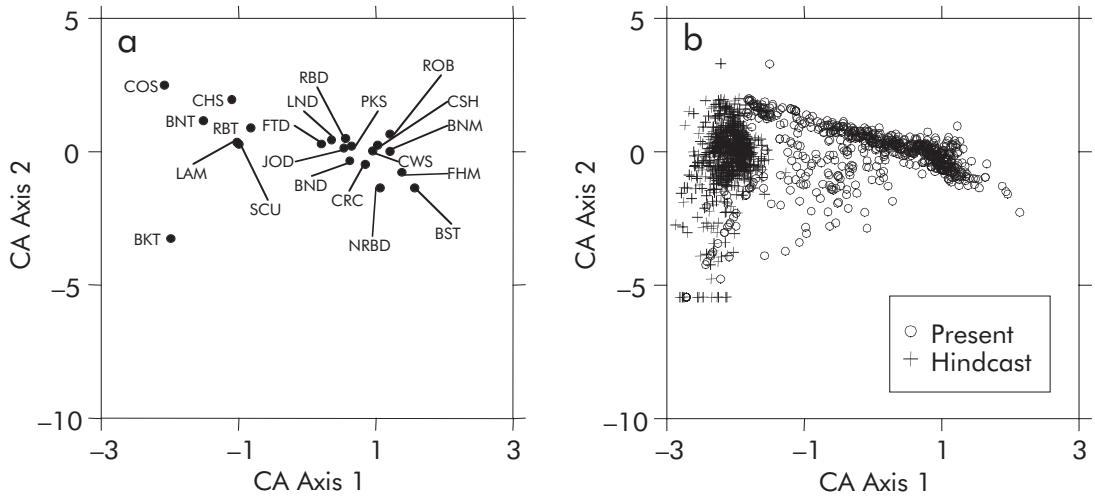 a
5
0
−5
−10
−3
−1
1
3
CA Axis 1
CA Axis 2
COS
CHS
BNT
RBT
LAM
SCU
BKT
RBD
LND
FTD
JOD
BND
PKS
ROB
CSH
BNM
CWS
FHM
CRC
NRBD
BST
b
5
0
−5
−10
−3
−1
1
3
CA Axis 1
CA Axis 2
Present
Hindcast